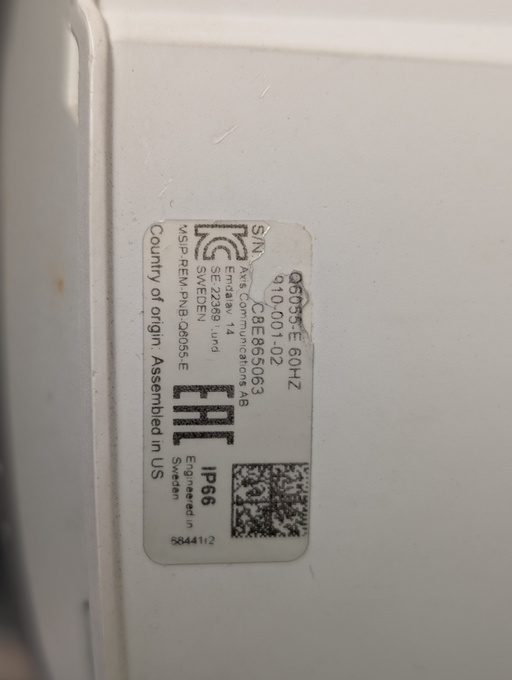 Q6055-E 60HZ
910-001-02
S/N C8E865063
Axis Communications AB
Emdalav. 14
SE-22369 Lund
SWEDEN
MSIP-REM-PNB-Q6055-E
Country of origin: Assembled in US
EAC
IP66
Engineered in
Sweden